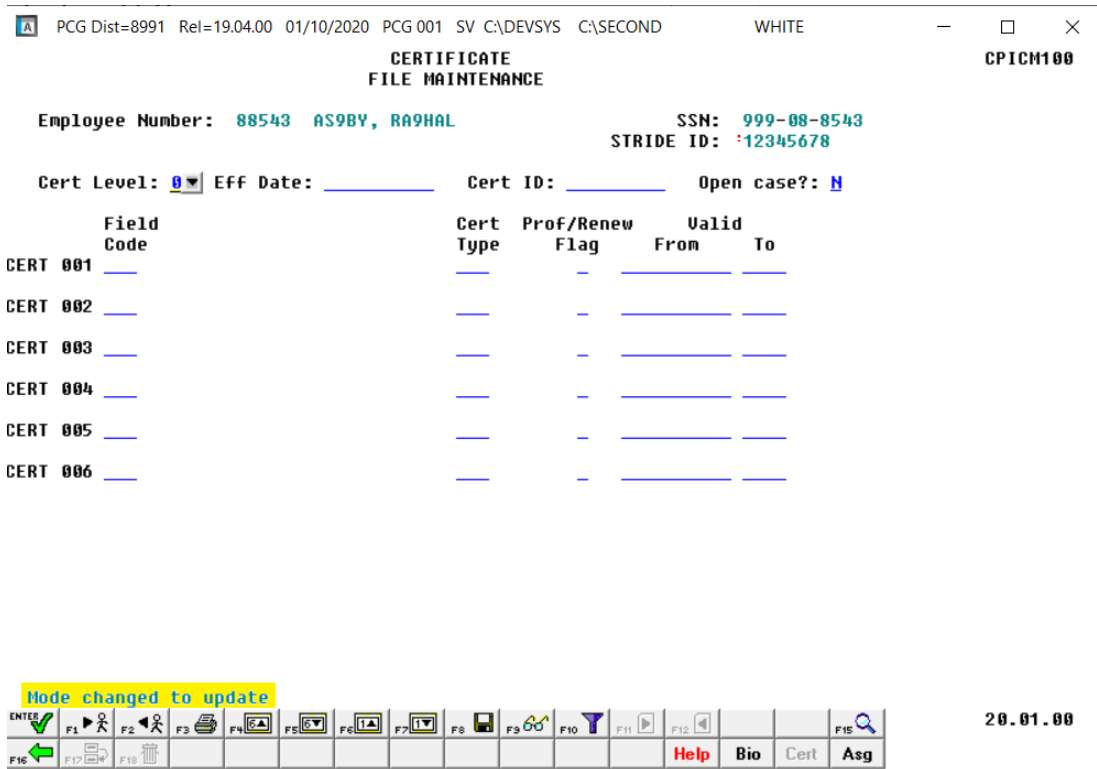 A PCG Dist=8991 Rel=19.04.00 01/10/2020 PCG 001 SV C:\DEVSYS C:\SECOND WHITE
CERTIFICATE CPICM100
FILE MAINTENANCE
Employee Number: 88543 AS9BY, RA9HAL SSN: 999-08-8543
STRIDE ID: 12345678
Cert Level: 0 Eff Date: Cert ID: Open case?: N
Field Cert Prof/Renew Valid
Code Type Flag From To
CERT 001
CERT 002
CERT 003
CERT 004
CERT 005
CERT 006
Mode changed to update
ENTER F1 F2 F3 F4 6 F5 6 F6 1 F7 1 F8 F9 F10 F11 F12 F15 20.01.00
F16 F17 F18 Help Bio Cert Asg